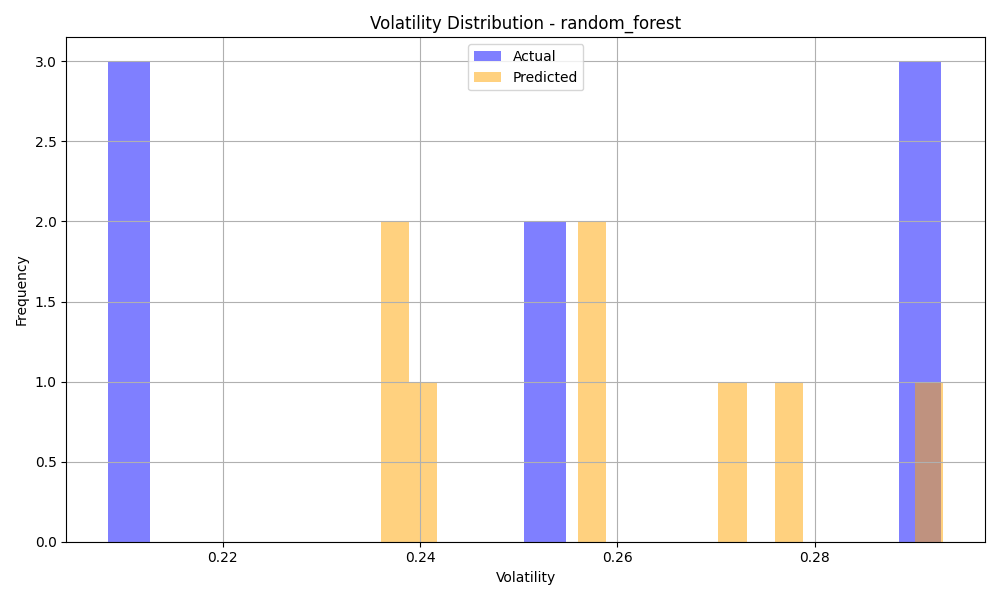 Volatility Distribution - random_forest
Actual
Predicted
Frequency
3.0
2.5
2.0
1.5
1.0
0.5
0.0
0.22
0.24
0.26
0.28
Volatility